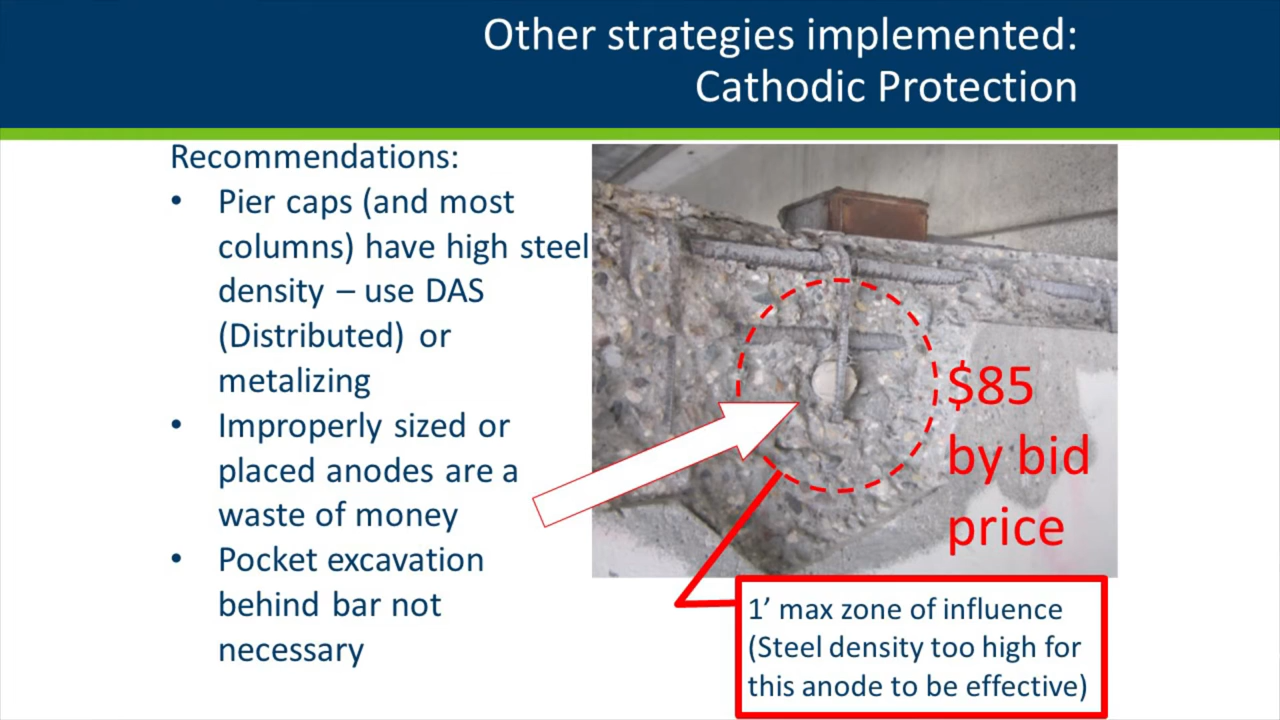 Other strategies implemented:
Cathodic Protection
Recommendations:
• Pier caps (and most
columns) have high steel
density – use DAS
(Distributed) or
metalizing
• Improperly sized or
placed anodes are a
waste of money
• Pocket excavation
behind bar not
necessary
$85
by bid
price
1’ max zone of influence
(Steel density too high for
this anode to be effective)